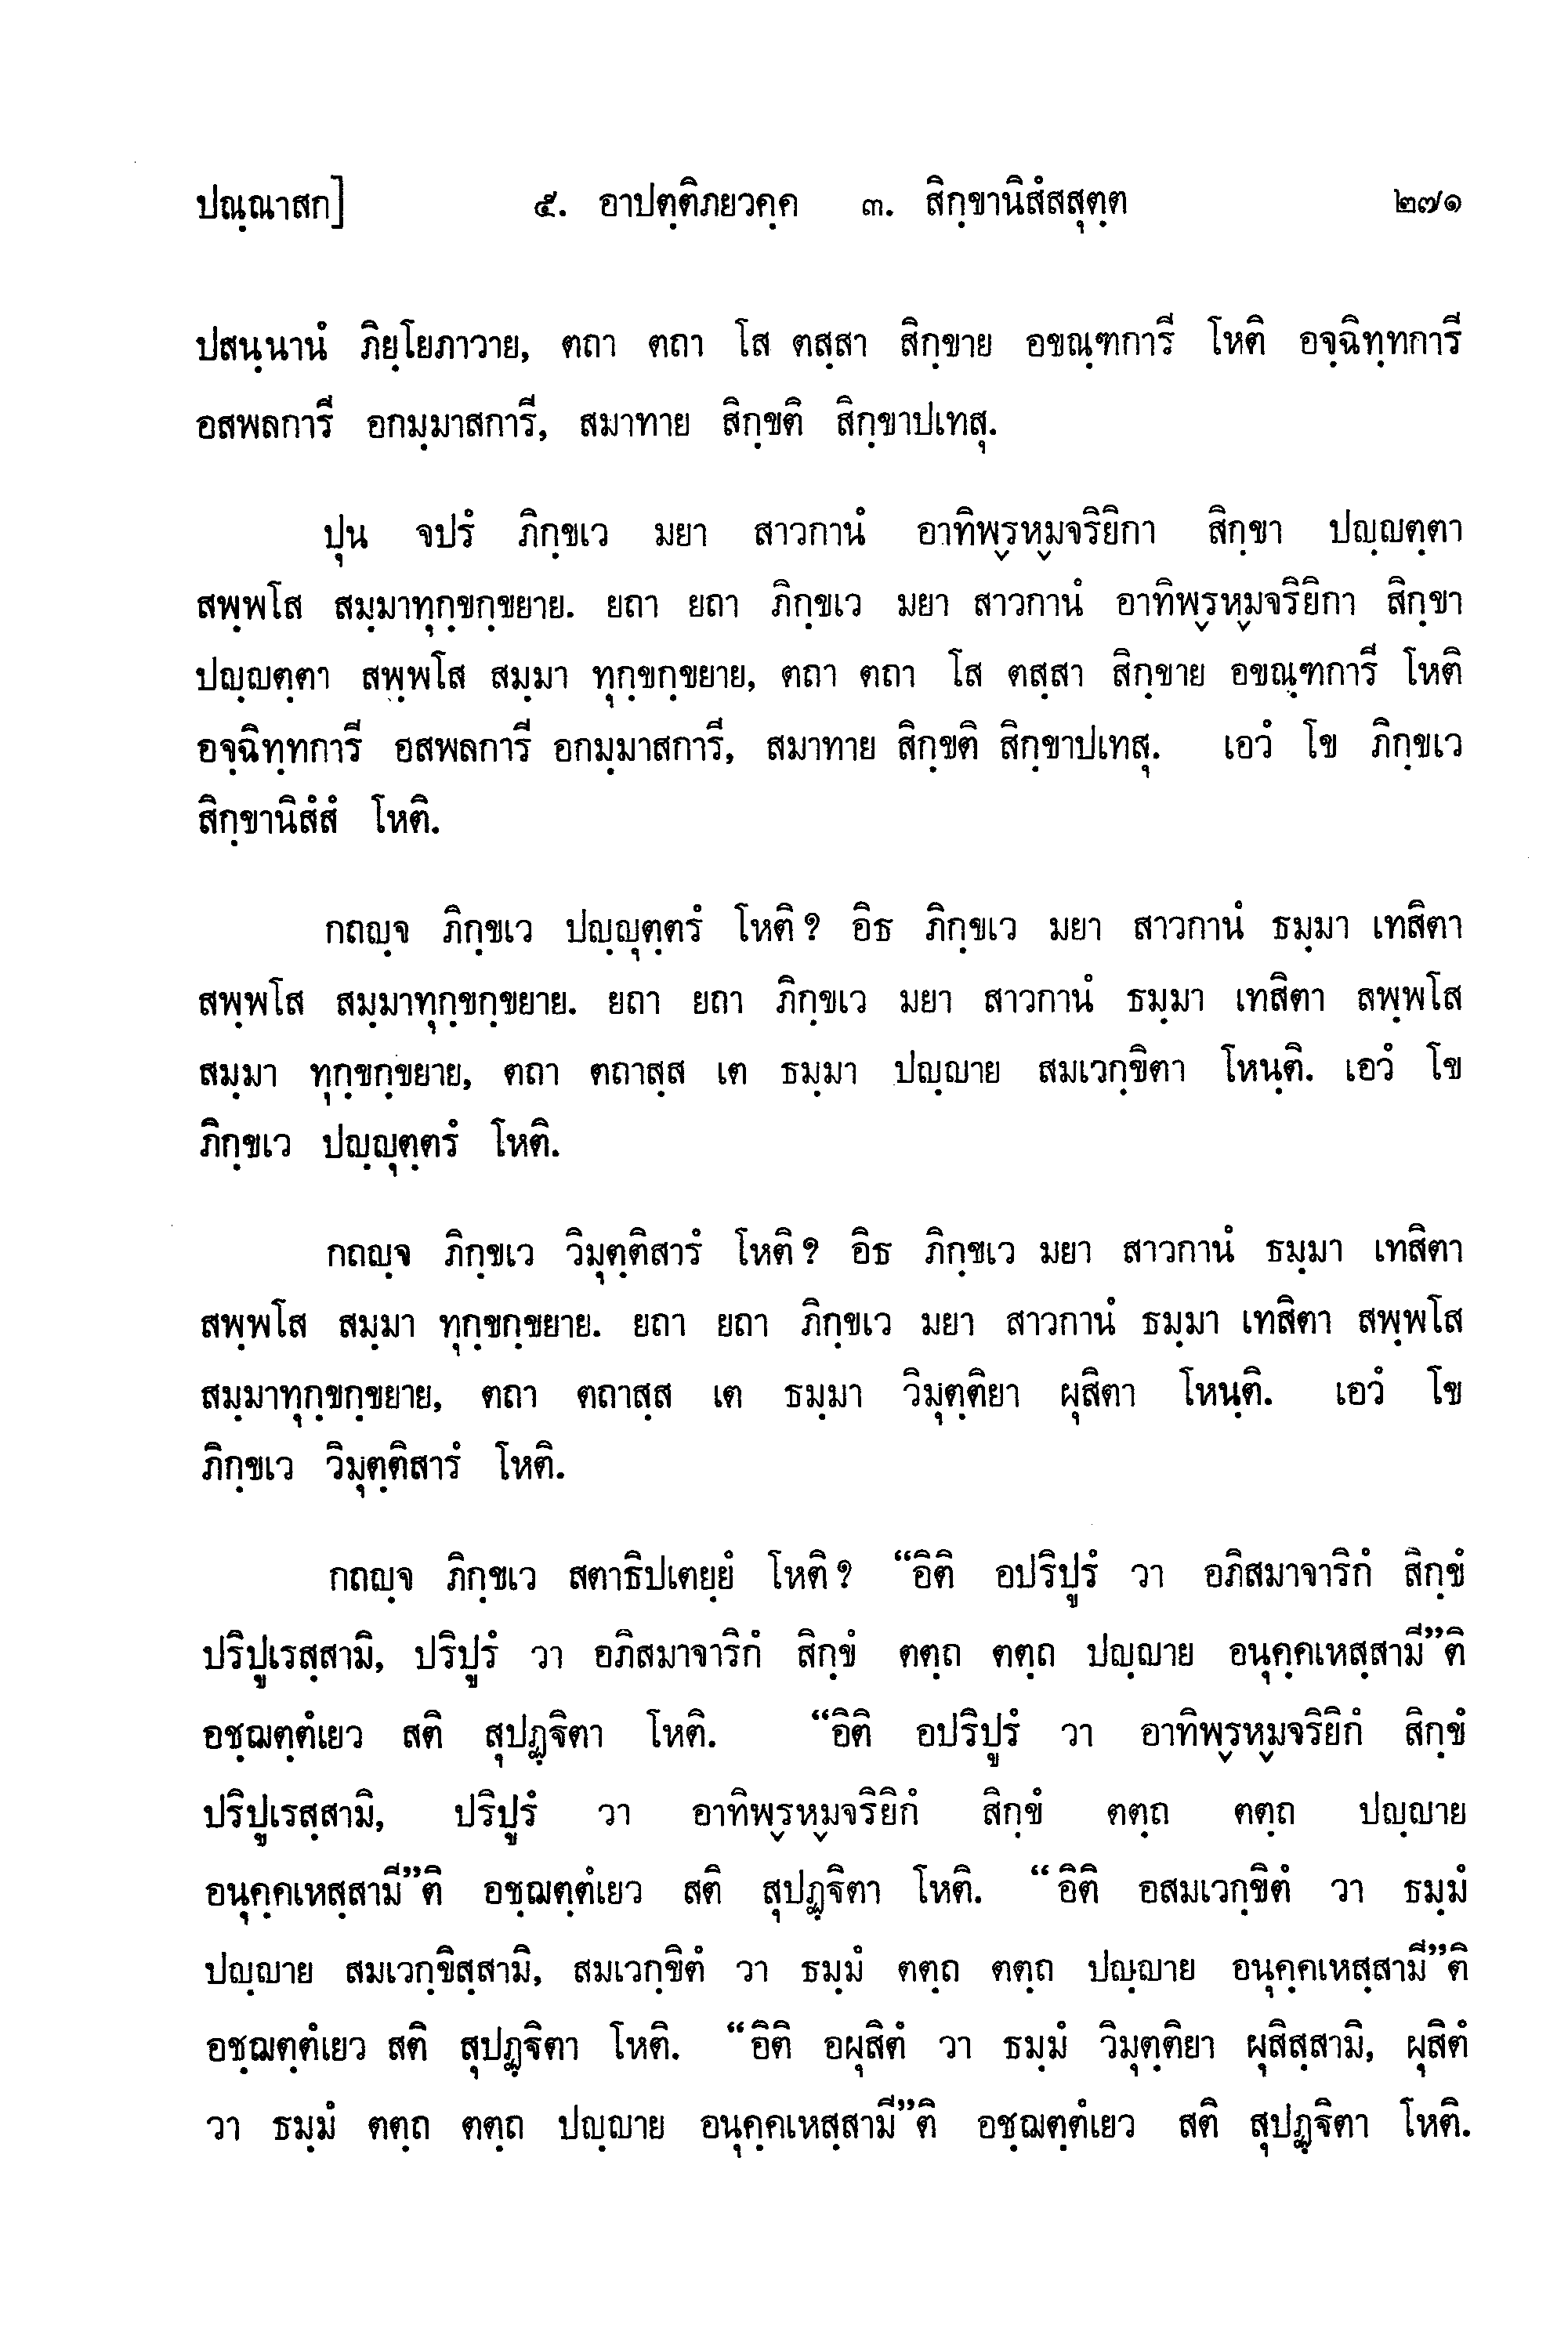 ปณฺณาสก] ๕. อาปตฺติภยวคฺค ๓. สิกฺขานิสํสสุตฺต ๒๗๑
ปสนฺนานํ ภิยฺโยภาวาย, ตถา ตถา โส ตสฺสา สิกฺขาย อขณฺฑการี โหติ อจฺฉิทฺทการี
อสพลการี อกมฺมาสการี, สมาทาย สิกฺขติ สิกฺขาปเทสุ.
ปุน จปรํ ภิกฺขเว มยา สาวกานํ อาทิพฺรหฺมจริยิกา สิกฺขา ปญฺญตฺตา
สพฺพโส สมฺมาทุกฺขกฺขยาย. ยถา ยถา ภิกฺขเว มยา สาวกานํ อาทิพฺรหฺมจริยิกา สิกฺขา
ปญฺญตฺตา สพฺพโส สมฺมา ทุกฺขกฺขยาย, ตถา ตถา โส ตสฺสา สิกฺขาย อขณฺฑการี โหติ
อจฺฉิทฺทการี อสพลการี อกมฺมาสการี, สมาทาย สิกฺขติ สิกฺขาปเทสุ. เอวํ โข ภิกฺขเว
สิกฺขานิสํสํ โหติ.
กถญฺจ ภิกฺขเว ปญฺญุตฺตรํ โหติ? อิธ ภิกฺขเว มยา สาวกานํ ธมฺมา เทสิตา
สพฺพโส สมฺมาทุกฺขกฺขยาย. ยถา ยถา ภิกฺขเว มยา สาวกานํ ธมฺมา เทสิตา สพฺพโส
สมฺมา ทุกฺขกฺขยาย, ตถา ตถาสฺส เต ธมฺมา ปญฺญาย สมเวกฺขิตา โหนฺติ. เอวํ โข
ภิกฺขเว ปญฺญุตฺตรํ โหติ.
กถญฺจ ภิกฺขเว วิมุตฺติสารํ โหติ? อิธ ภิกฺขเว มยา สาวกานํ ธมฺมา เทสิตา
สพฺพโส สมฺมา ทุกฺขกฺขยาย. ยถา ยถา ภิกฺขเว มยา สาวกานํ ธมฺมา เทสิตา สพฺพโส
สมฺมาทุกฺขกฺขยาย, ตถา ตถาสฺส เต ธมฺมา วิมุตฺติยา ผุสิตา โหนฺติ. เอวํ โข
ภิกฺขเว วิมุตฺติสารํ โหติ.
กถญฺจ ภิกฺขเว สตาธิปเตยฺยํ โหติ? “อิติ อปริปูรํ วา อภิสมาจาริกํ สิกฺขํ
ปริปูเรสฺสามิ, ปริปูรํ วา อภิสมาจาริกํ สิกฺขํ ตตฺถ ตตฺถ ปญฺญาย อนุคฺคเหสฺสามี”ติ
อชฺฌตฺตํเยว สติ สุปฏฺฐิตา โหติ. “อิติ อปริปูรํ วา อาทิพฺรหฺมจริยิกํ สิกฺขํ
ปริปูเรสฺสามิ, ปริปูรํ วา อาทิพฺรหฺมจริยิกํ สิกฺขํ ตตฺถ ตตฺถ ปญฺญาย
อนุคฺคเหสฺสามี”ติ อชฺฌตฺตํเยว สติ สุปฏฺฐิตา โหติ. “อิติ อสมเวกฺขิตํ วา ธมฺมํ
ปญฺญาย สมเวกฺขิสฺสามิ, สมเวกฺขิตํ วา ธมฺมํ ตตฺถ ตตฺถ ปญฺญาย อนุคฺคเหสฺสามี”ติ
อชฺฌตฺตํเยว สติ สุปฏฺฐิตา โหติ. “อิติ อผุสิตํ วา ธมฺมํ วิมุตฺติยา ผุสิสฺสามิ, ผุสิตํ
วา ธมฺมํ ตตฺถ ตตฺถ ปญฺญาย อนุคฺคเหสฺสามี”ติ อชฺฌตฺตํเยว สติ สุปฏฺฐิตา โหติ.